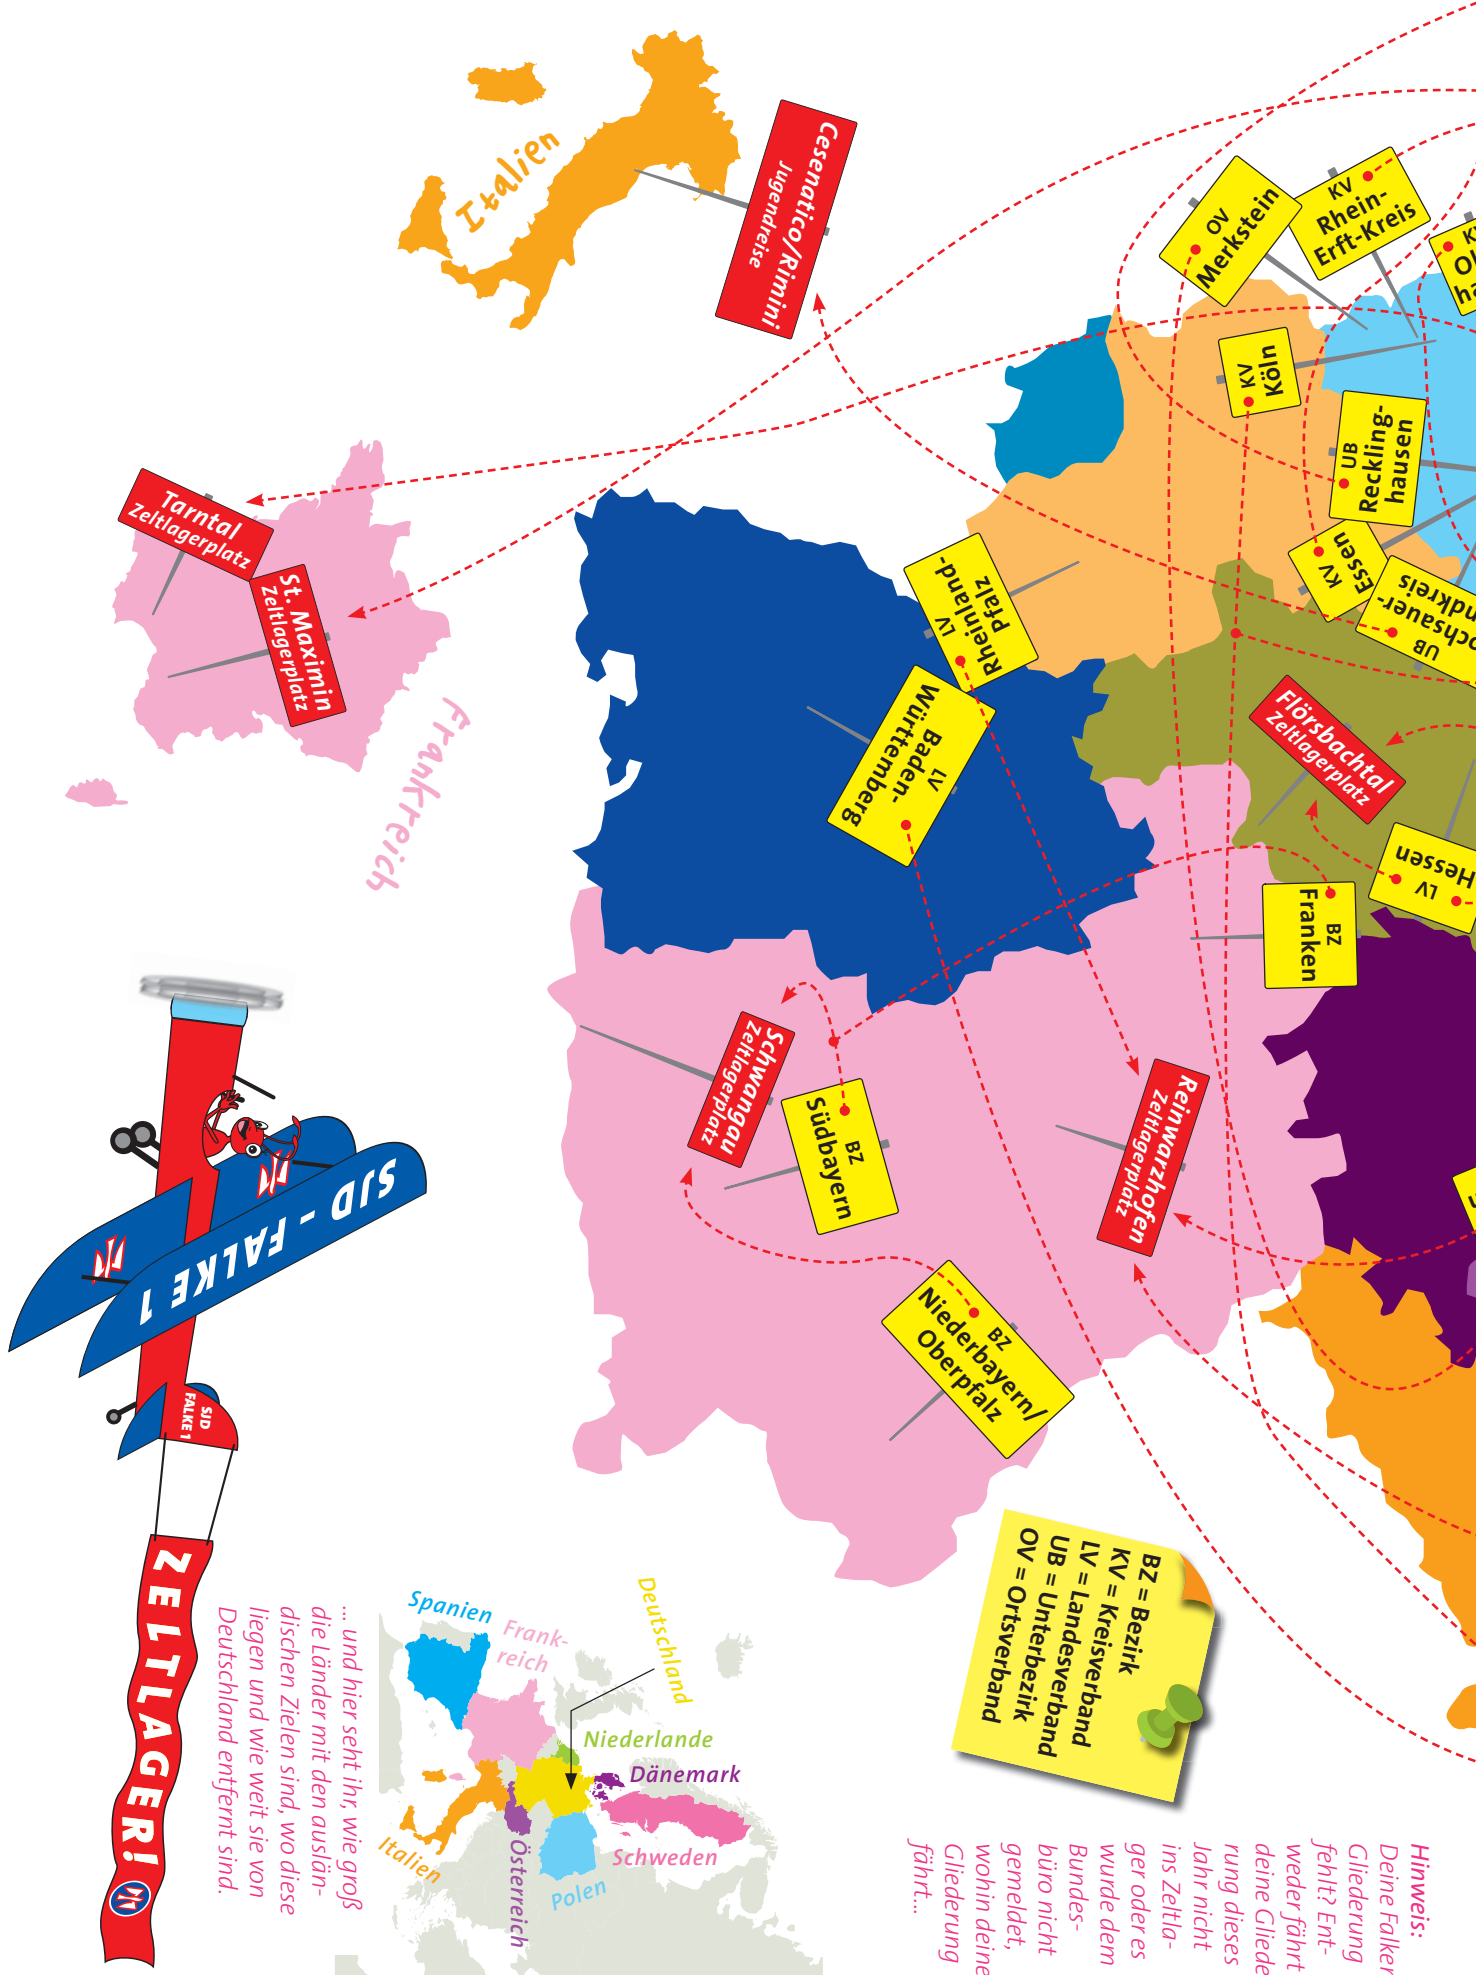 Italien
Cesenatico/Rimini
Jugendreise
OV
Merkstein
KV
Rhein-
Erft-Kreis
KV
Köln
UB
Reckling-
hausen
KV
Essen
UB
Tarntal
Zeltlagerplatz
St. Maximin
Zeltlagerplatz
Frankreich
LV
Rheinland-
Pfalz
LV
Baden-
Württemberg
Flörsbachtal
Zeltlagerplatz
LV
Hessen
BZ
Franken
Schwangau
Zeltlagerplatz
BZ
Südbayern
Reinwarzhofen
Zeltlagerplatz
BZ
Niederbayern/
Oberpfalz
SJD - FALKE 1
SJD
FALKE 1
ZELTLAGER!
BZ = Bezirk
KV = Kreisverband
LV = Landesverband
UB = Unterbezirk
OV = Ortsverband
... und hier seht ihr, wie groß
die Länder mit den auslän-
dischen Zielen sind, wo diese
liegen und wie weit sie von
Deutschland entfernt sind.
Spanien
Frank-
reich
Deutschland
Niederlande
Dänemark
Schweden
Polen
Österreich
Italien
Hinweis:
Deine Falken
Gliederung
fehlt? Ent-
weder fährt
deine Gliede
rung dieses
Jahr nicht
ins Zeltla-
ger oder es
wurde dem
Bundes-
büro nicht
gemeldet,
wohin deine
Gliederung
fährt...